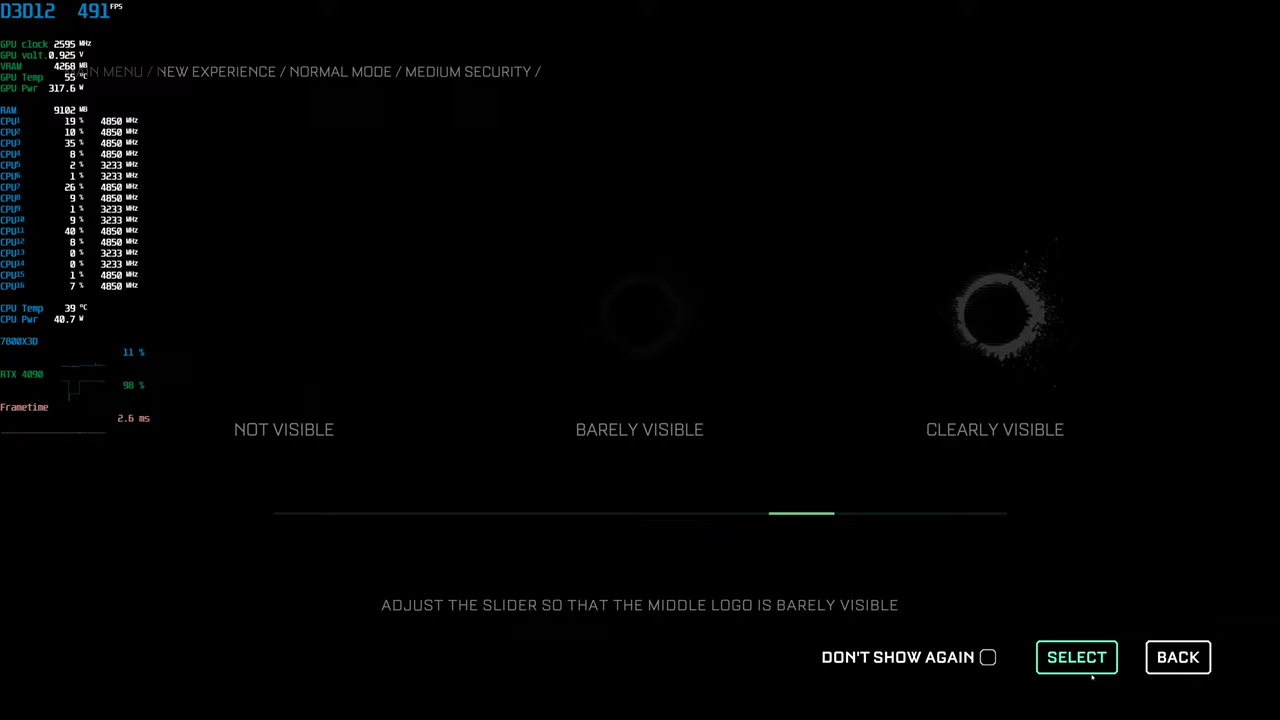 D3D12 491 FPS
GPU clock 2595 MHz
GPU volt. 0.925 V
VRAM 4268 MB
GPU Temp 55 °C
GPU Pwr 317.6 W
IN MENU / NEW EXPERIENCE / NORMAL MODE / MEDIUM SECURITY /
RAM 9102 MB
CPU1 19 % 4850 MHz
CPU2 10 % 4850 MHz
CPU3 35 % 4850 MHz
CPU4 8 % 4850 MHz
CPU5 2 % 3233 MHz
CPU6 1 % 3233 MHz
CPU7 26 % 4850 MHz
CPU8 9 % 4850 MHz
CPU9 1 % 3233 MHz
CPU10 9 % 3233 MHz
CPU11 40 % 4850 MHz
CPU12 8 % 4850 MHz
CPU13 0 % 3233 MHz
CPU14 0 % 3233 MHz
CPU15 1 % 4850 MHz
CPU16 7 % 4850 MHz
CPU Temp 39 °C
CPU Pwr 40.7 W
7800X3D
11 %
RTX 4090
98 %
Frametime
2.6 ms
NOT VISIBLE
BARELY VISIBLE
CLEARLY VISIBLE
ADJUST THE SLIDER SO THAT THE MIDDLE LOGO IS BARELY VISIBLE
DON'T SHOW AGAIN
SELECT
BACK